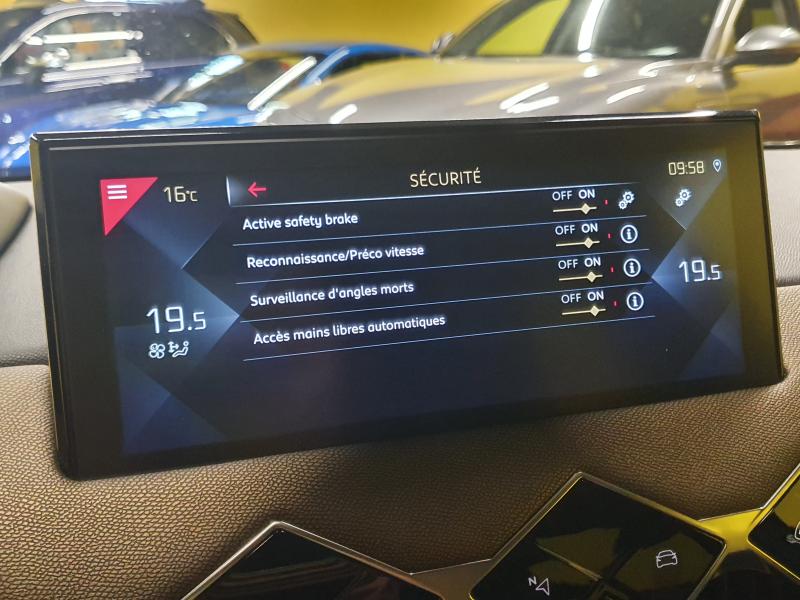 16°C
SÉCURITÉ
09:58
Active safety brake
OFF ON
Reconnaissance/Préco vitesse
OFF ON
Surveillance d'angles morts
OFF ON
Accès mains libres automatiques
OFF ON
19.5
19.5
N